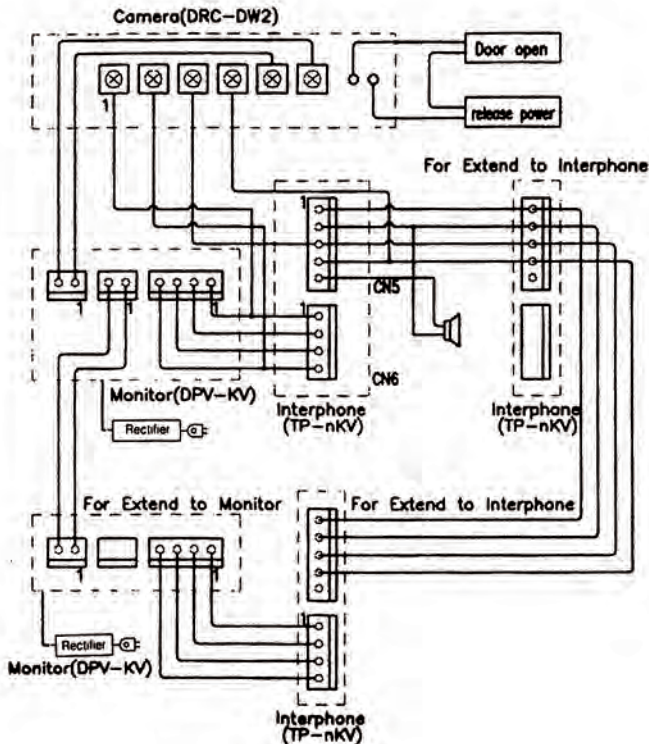 Camera(DRC-DW2)
Door open
1
release power
For Extend to Interphone
1
CN5
1
1
1
1
CN6
Monitor(DPV-KV)
Interphone
(TP-nKV)
Interphone
(TP-nKV)
Rectifier
For Extend to Monitor
For Extend to Interphone
1
1
1
Rectifier
Monitor(DPV-KV)
Interphone
(TP-nKV)